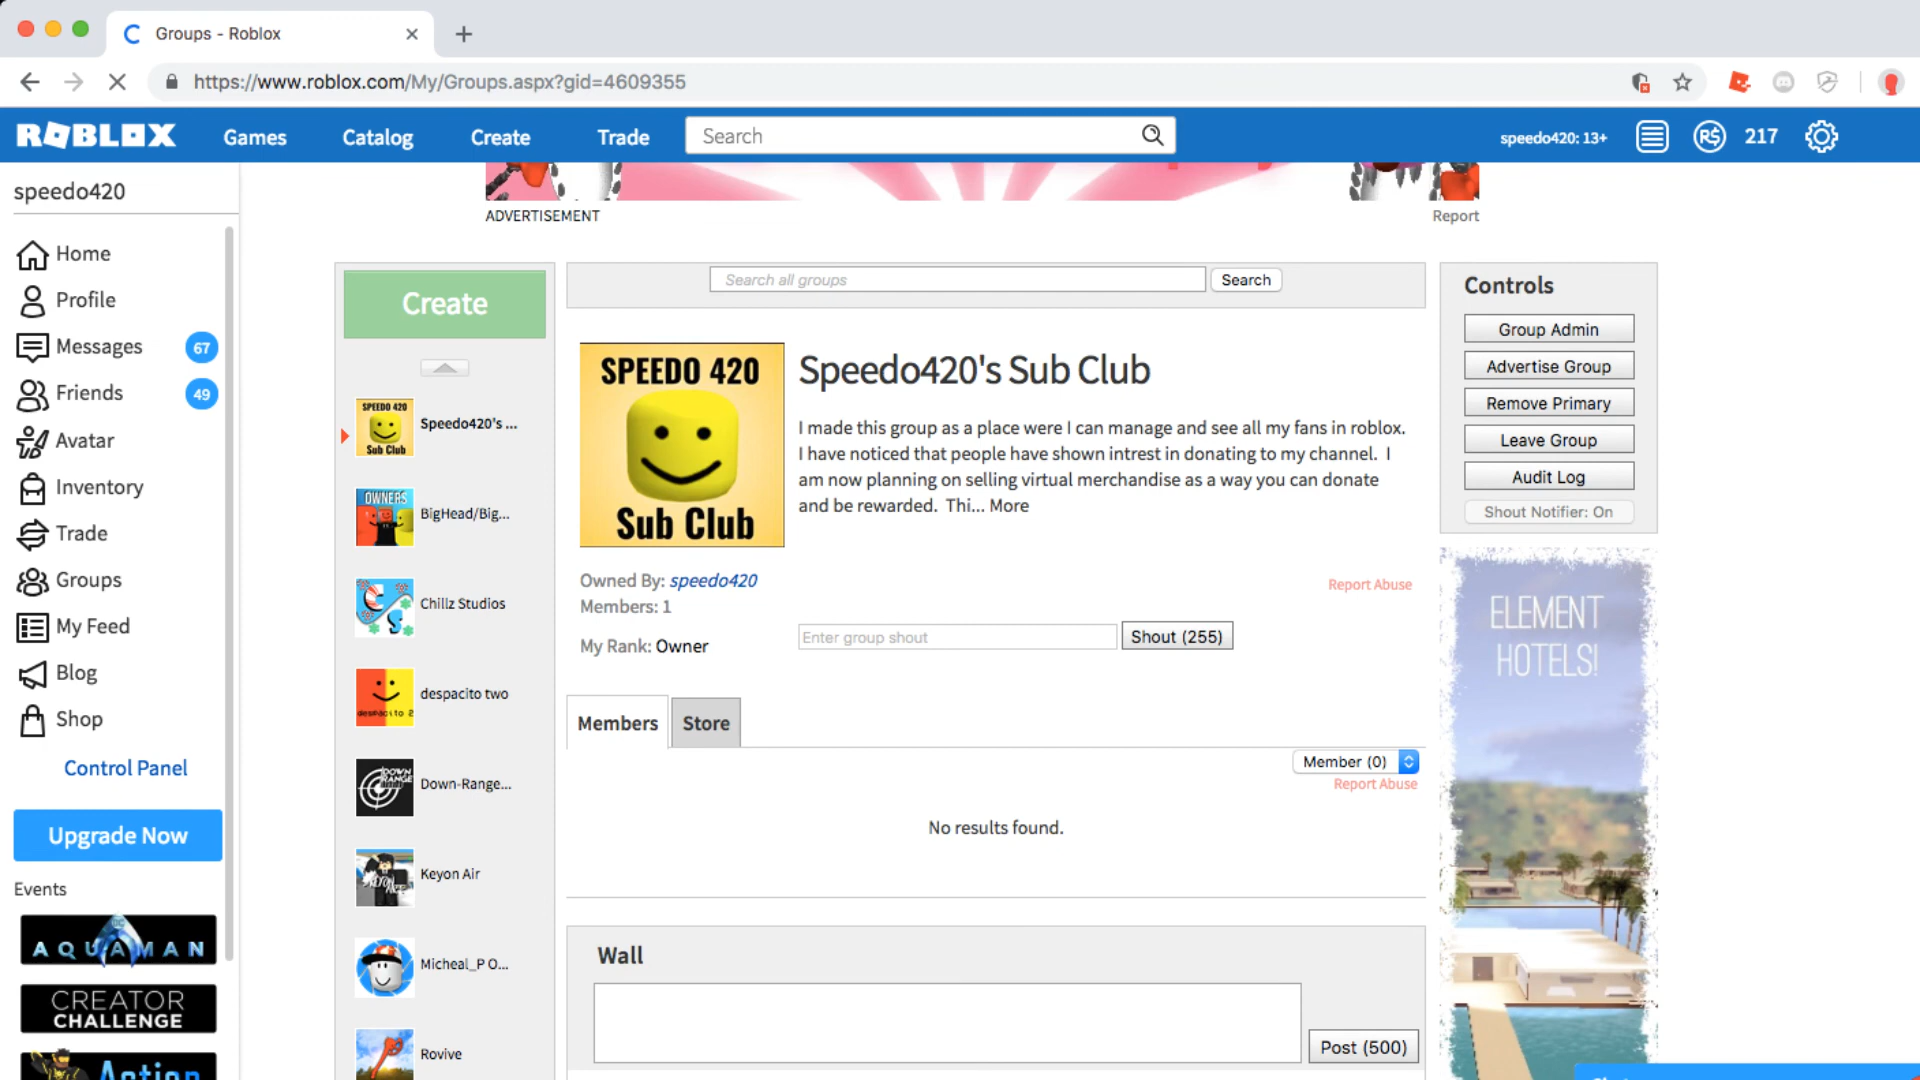 Groups - Roblox
https://www.roblox.com/My/Groups.aspx?gid=4609355
ROBLOX
Games
Catalog
Create
Trade
Search
speedo420: 13+
R$
217
speedo420
ADVERTISEMENT
Report
Home
Profile
Messages
67
Friends
49
Avatar
Inventory
Trade
Groups
My Feed
Blog
Shop
Control Panel
Upgrade Now
Events
AQUAMAN
CREATOR
CHALLENGE
Action
Create
SPEEDO 420
Sub Club
Speedo420's ...
OWNERS
BigHead/Big...
Chillz Studios
despacito 2
despacito two
DOWN
RANGE
Down-Range...
Keyon Air
Micheal_P O...
Rovive
Search all groups
Search
SPEEDO 420
Sub Club
Speedo420's Sub Club
I made this group as a place were I can manage and see all my fans in roblox.
I have noticed that people have shown intrest in donating to my channel. I
am now planning on selling virtual merchandise as a way you can donate
and be rewarded. Thi... More
Owned By: speedo420
Members: 1
My Rank: Owner
Report Abuse
Enter group shout
Shout (255)
Members
Store
Member (0)
Report Abuse
No results found.
Wall
Post (500)
Controls
Group Admin
Advertise Group
Remove Primary
Leave Group
Audit Log
Shout Notifier: On
ELEMENT
HOTELS!